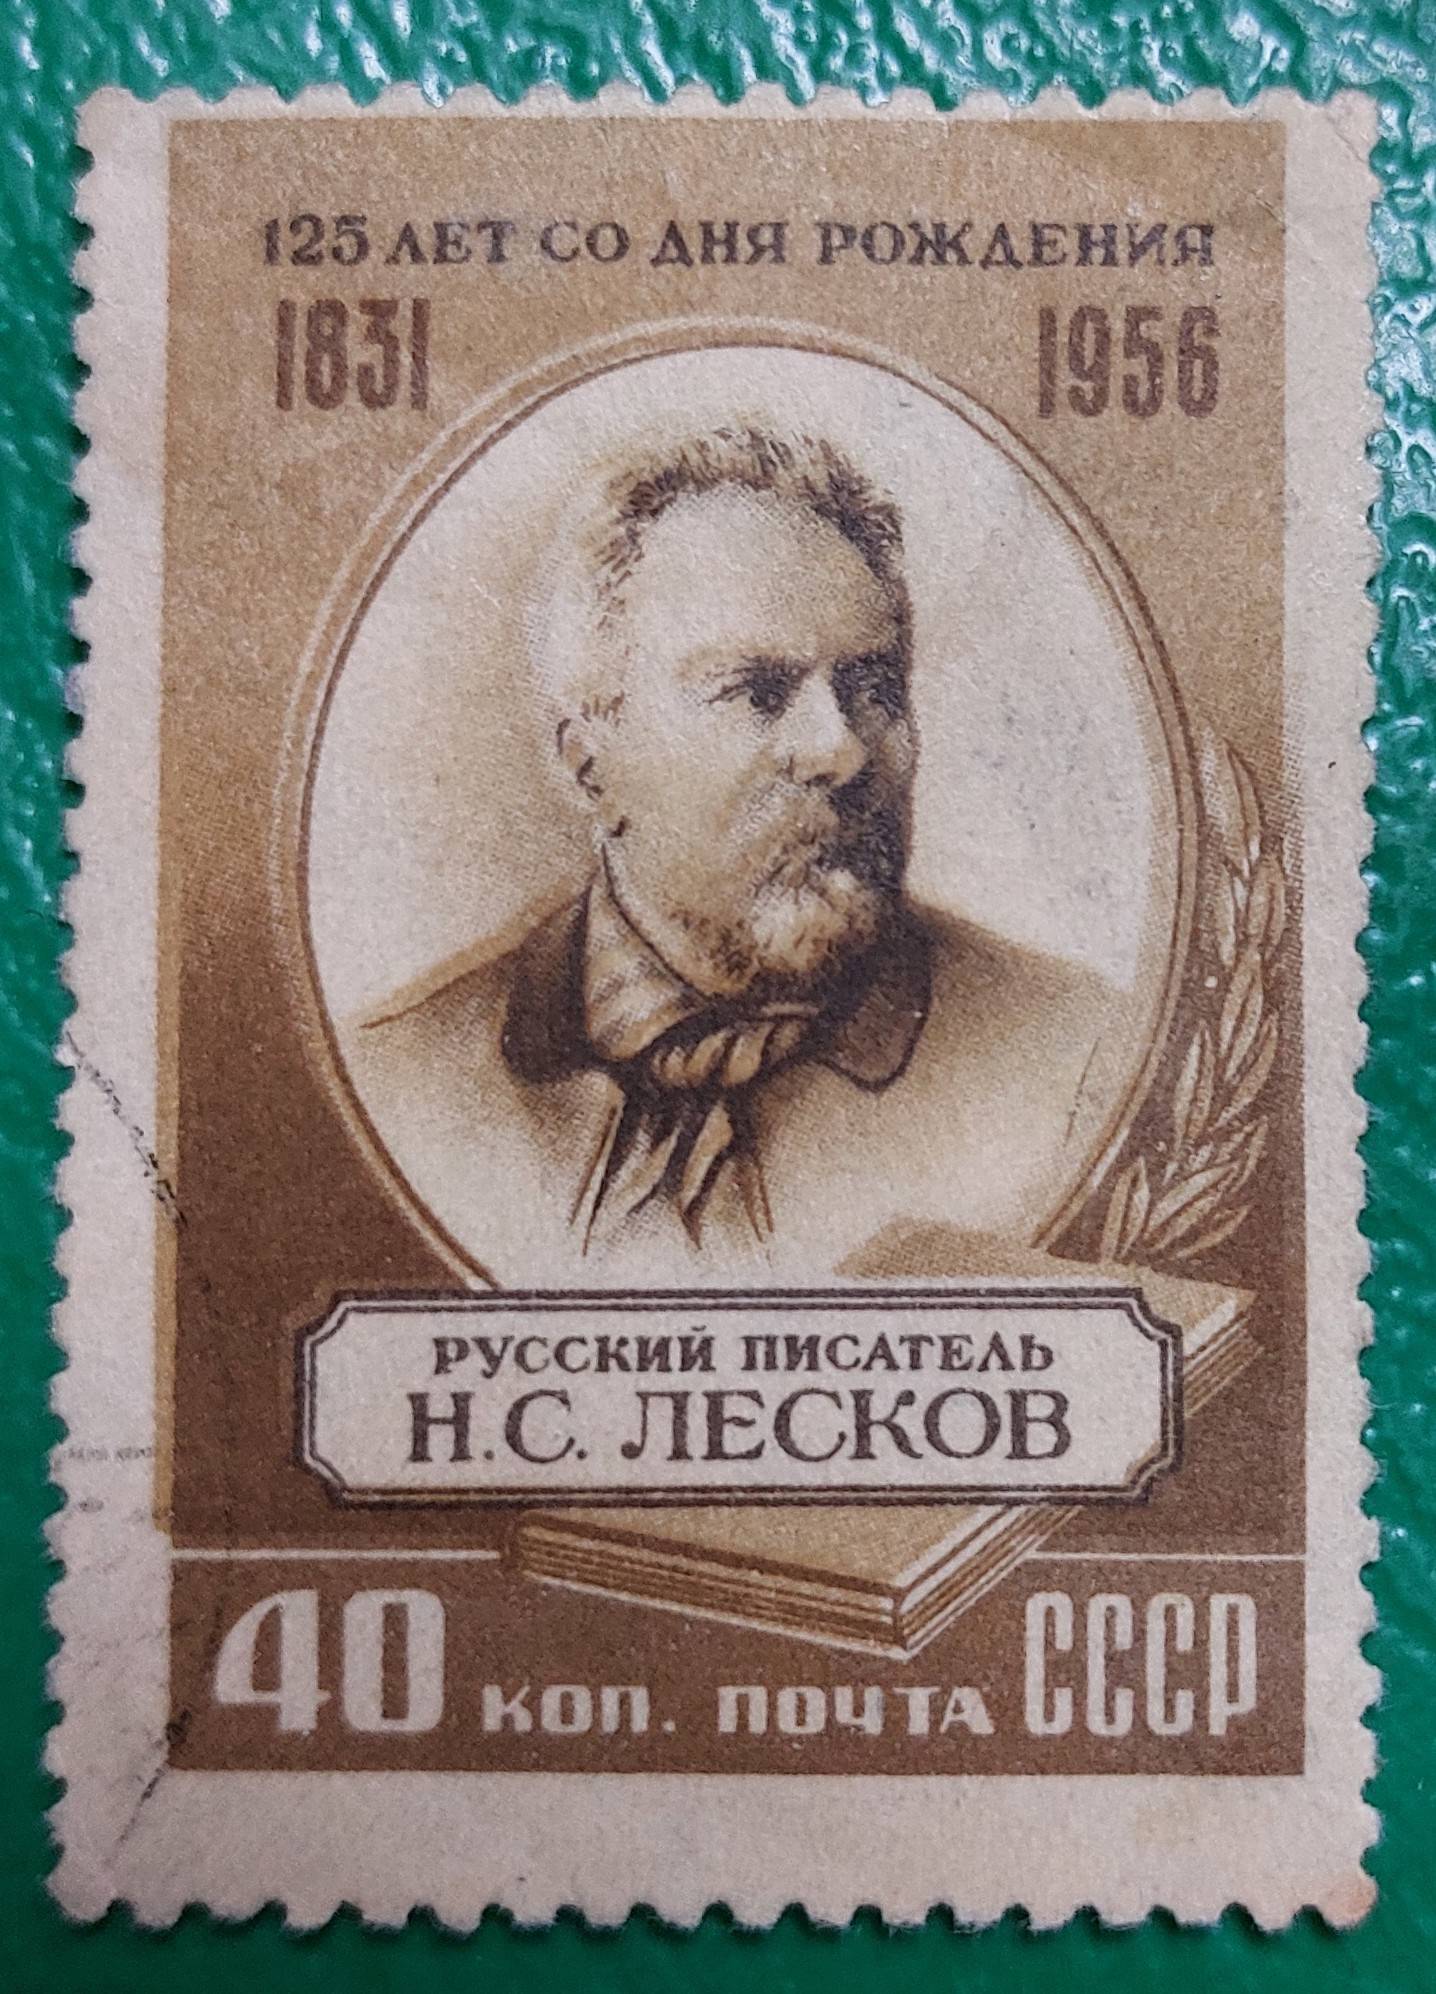 125 ЛЕТ СО ДНЯ РОЖДЕНИЯ
1831 1956
РУССКИЙ ПИСАТЕЛЬ
Н.С. ЛЕСКОВ
40 КОП. ПОЧТА СССР